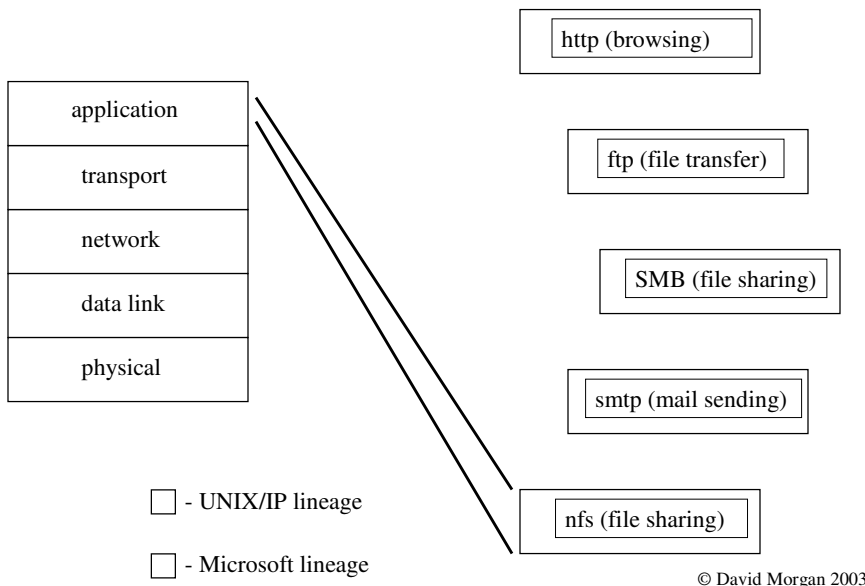 application
transport
network
data link
physical
http (browsing)
ftp (file transfer)
SMB (file sharing)
smtp (mail sending)
nfs (file sharing)
- UNIX/IP lineage
- Microsoft lineage
© David Morgan 2003